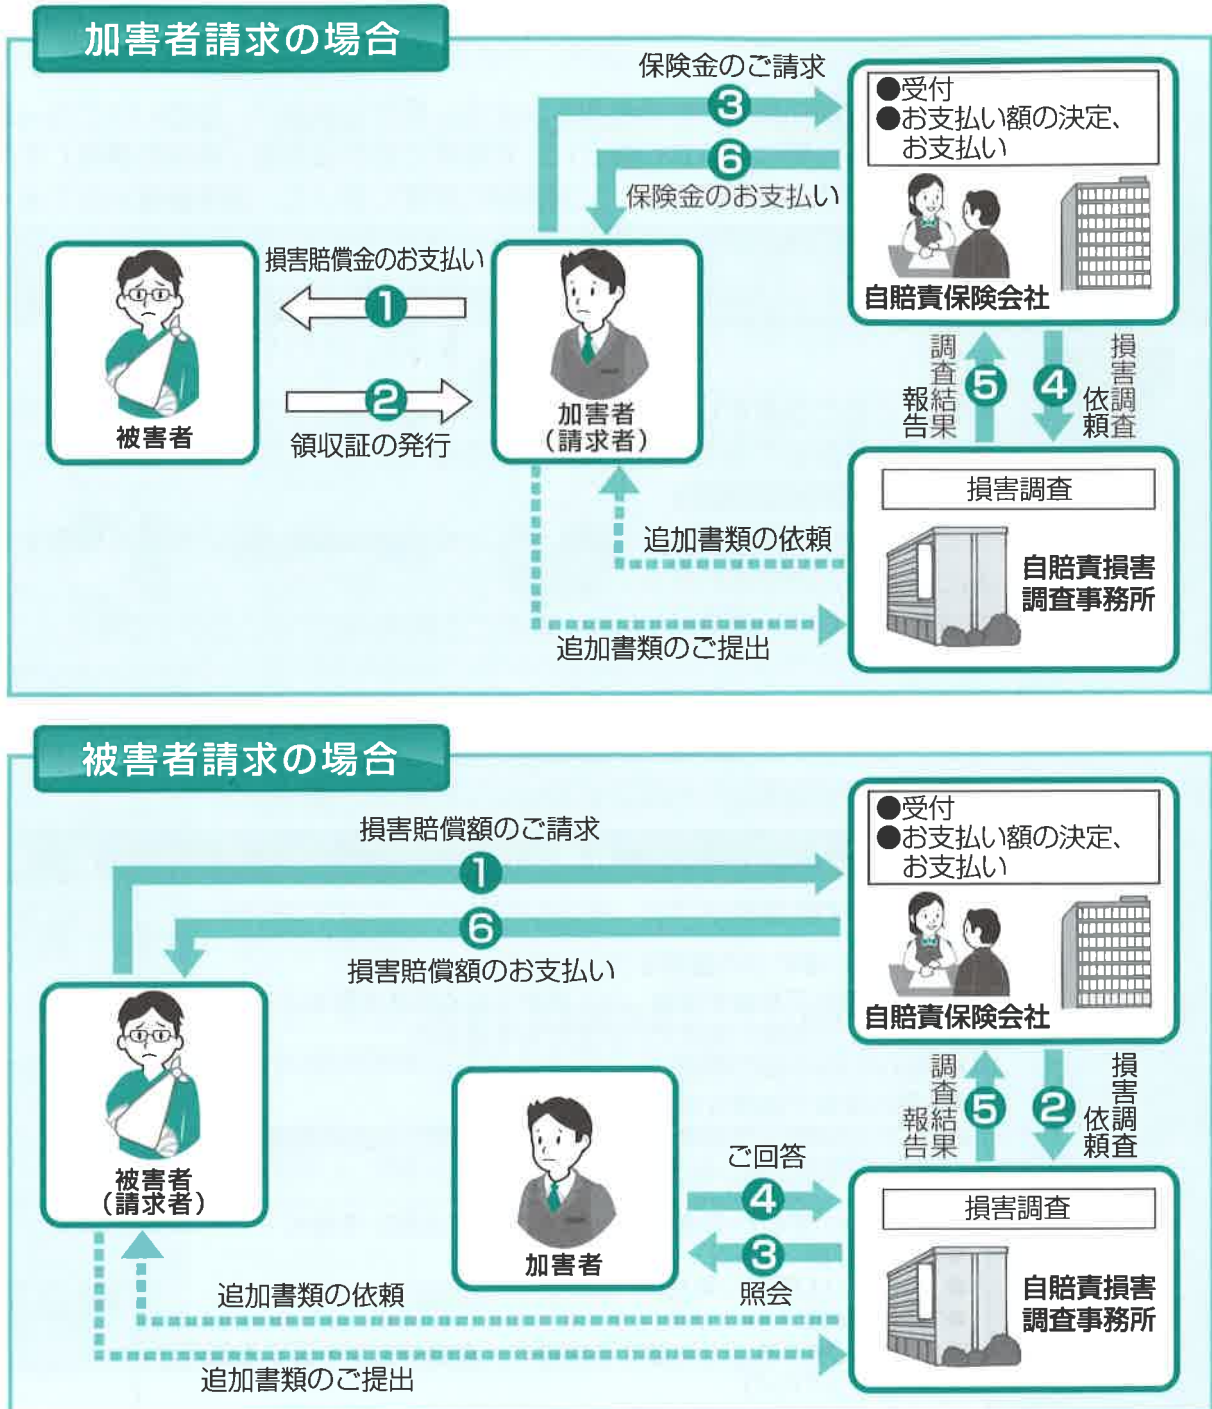 加害者請求の場合
保険金のご請求
3
6
保険金のお支払い
●受付
●お支払い額の決定、
お支払い
自賠責保険会社
損害賠償金のお支払い
1
2
領収証の発行
被害者
加害者
(請求者)
調査結果
報告
5
4
損害調査
依頼
損害調査
自賠責損害
調査事務所
追加書類の依頼
追加書類のご提出
被害者請求の場合
損害賠償額のご請求
1
6
損害賠償額のお支払い
●受付
●お支払い額の決定、
お支払い
自賠責保険会社
被害者
(請求者)
加害者
調査結果
報告
5
2
損害調査
依頼
ご回答
4
3
照会
損害調査
自賠責損害
調査事務所
追加書類の依頼
追加書類のご提出